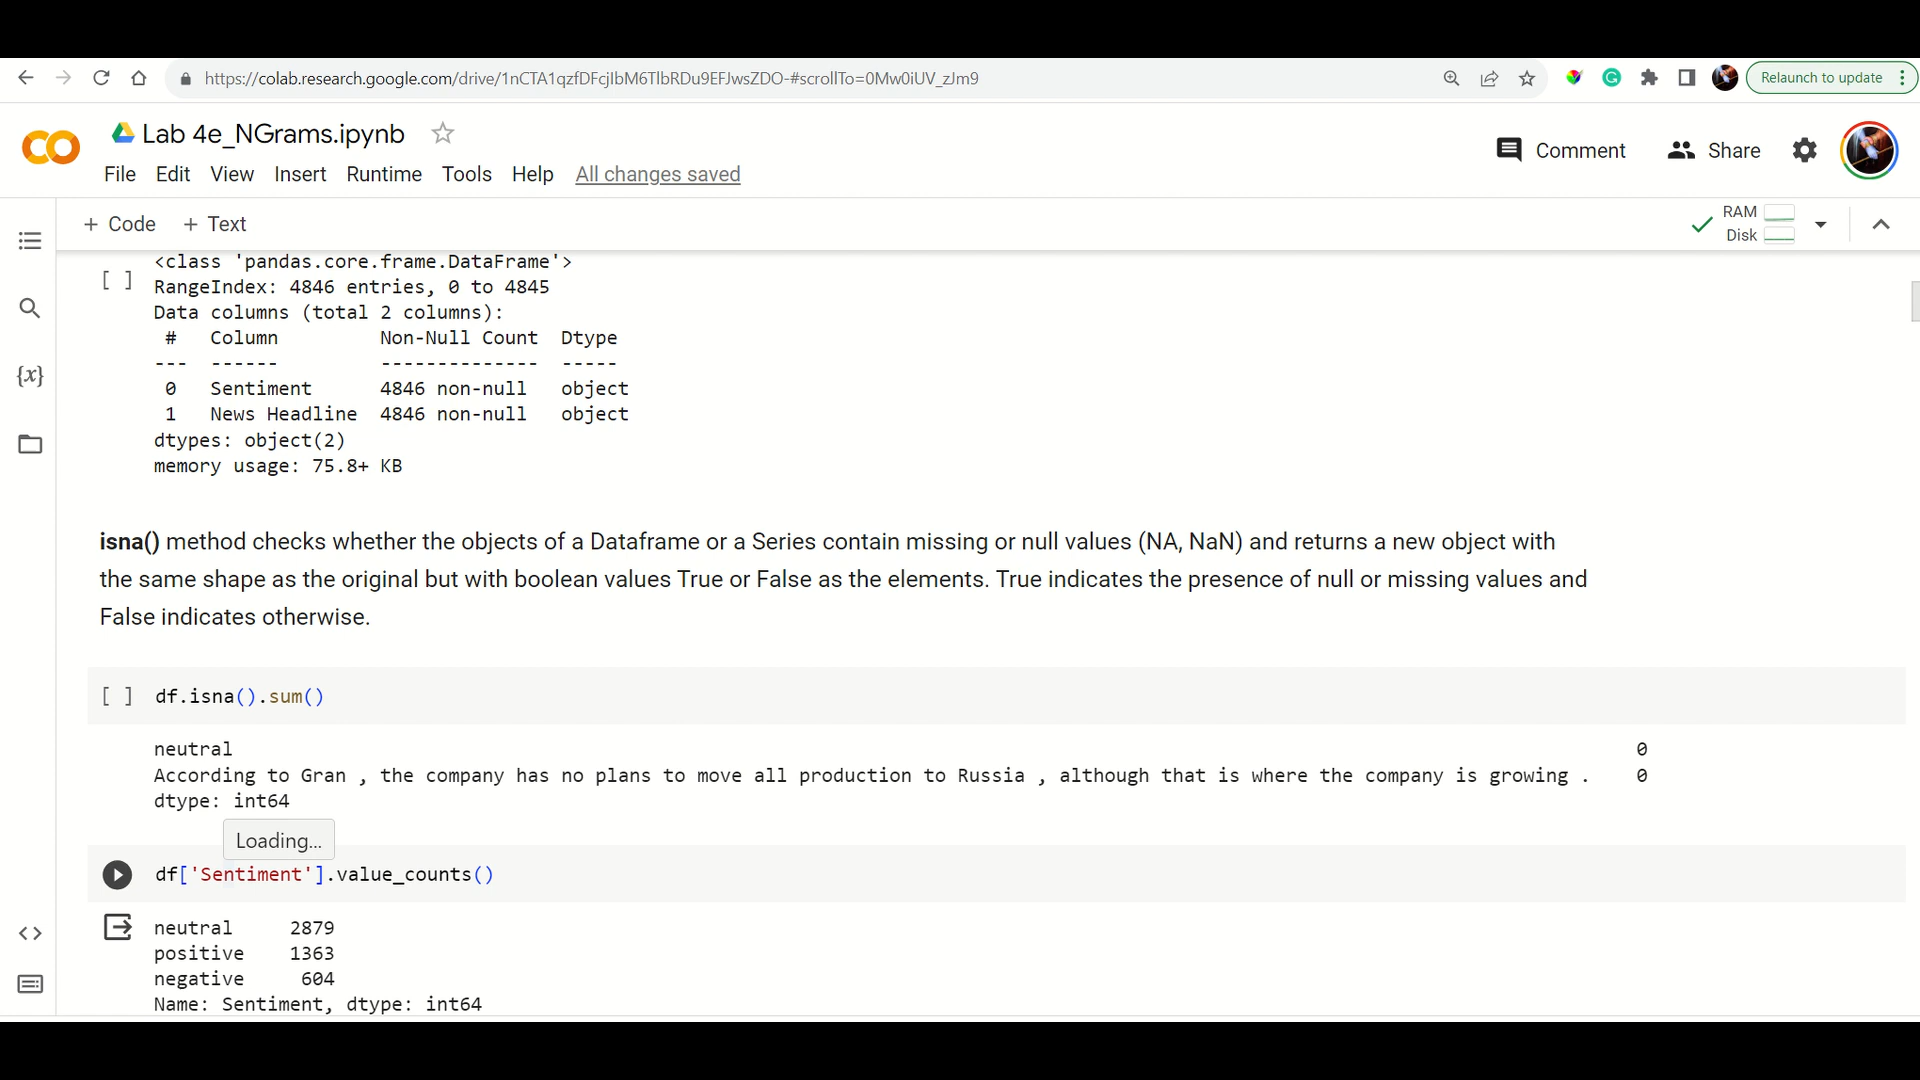 https://colab.research.google.com/drive/1nCTA1qzfDFcjIbM6TlbRDu9EFJwsZDO-#scrollTo=0Mw0iUV_zJm9
Relaunch to update
Lab 4e_NGrams.ipynb
Comment
Share
File Edit View Insert Runtime Tools Help All changes saved
+ Code + Text
RAM
Disk
<class 'pandas.core.frame.DataFrame'>
[ ] RangeIndex: 4846 entries, 0 to 4845
Data columns (total 2 columns):
# Column Non-Null Count Dtype
--- ------ -------------- -----
0 Sentiment 4846 non-null object
1 News Headline 4846 non-null object
dtypes: object(2)
memory usage: 75.8+ KB
isna() method checks whether the objects of a Dataframe or a Series contain missing or null values (NA, NaN) and returns a new object with
the same shape as the original but with boolean values True or False as the elements. True indicates the presence of null or missing values and
False indicates otherwise.
[ ] df.isna().sum()
neutral 0
According to Gran , the company has no plans to move all production to Russia , although that is where the company is growing . 0
dtype: int64
Loading...
df['Sentiment'].value_counts()
neutral 2879
positive 1363
negative 604
Name: Sentiment, dtype: int64